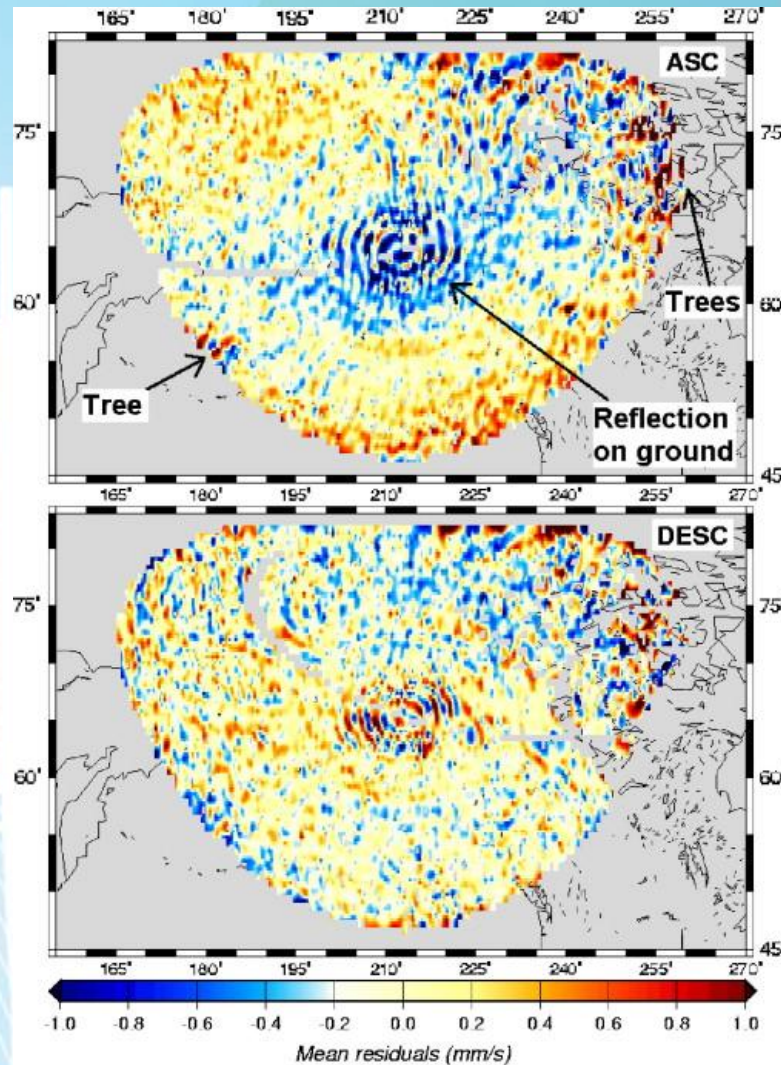 165° 180° 195° 210° 225° 240° 255° 270°
ASC
75° 75°
60° 60°
Trees
Tree
Reflection
on ground
45
165° 180° 195° 210° 225° 240° 255° 270°
DESC
75° 75°
60° 60°
45
165° 180° 195° 210° 225° 240° 255° 270°
-1.0 -0.8 -0.6 -0.4 -0.2 0.0 0.2 0.4 0.6 0.8 1.0
Mean residuals (mm/s)